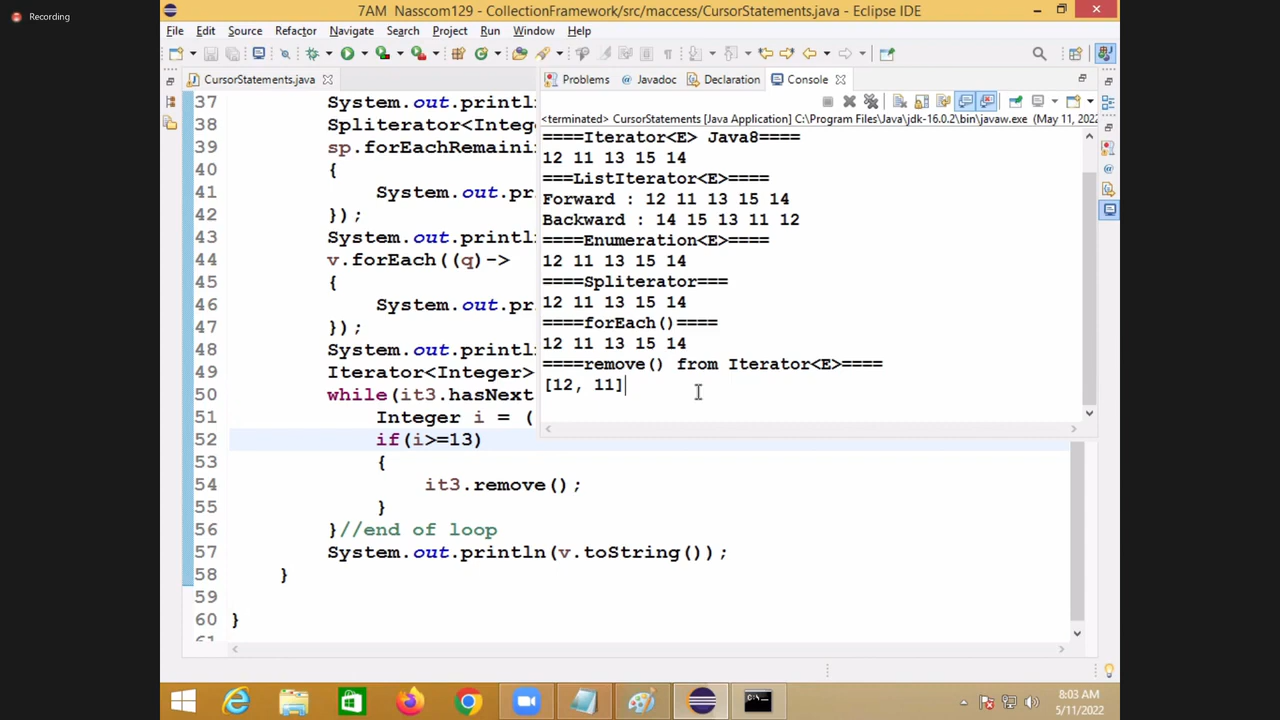 Recording
7AM Nasscom129 - CollectionFramework/src/maccess/CursorStatements.java - Eclipse IDE
File Edit Source Refactor Navigate Search Project Run Window Help
CursorStatements.java
Problems Javadoc Declaration Console
<terminated> CursorStatements [Java Application] C:\Program Files\Java\jdk-16.0.2\bin\javaw.exe (May 11, 2022
37 System.out.println
38 Spliterator<Intege
39 sp.forEachRemaini
40 {
41 System.out.pr
42 });
43 System.out.println
44 v.forEach((q)->
45 {
46 System.out.pr
47 });
48 System.out.println
49 Iterator<Integer>
50 while(it3.hasNext
51 Integer i = (
52 if(i>=13)
53 {
54 it3.remove();
55 }
56 }//end of loop
57 System.out.println(v.toString());
58 }
59
60 }
61
====Iterator<E> Java8====
12 11 13 15 14
===ListIterator<E>====
Forward : 12 11 13 15 14
Backward : 14 15 13 11 12
====Enumeration<E>====
12 11 13 15 14
====Spliterator===
12 11 13 15 14
====forEach()====
12 11 13 15 14
====remove() from Iterator<E>====
[12, 11]
8:03 AM
5/11/2022